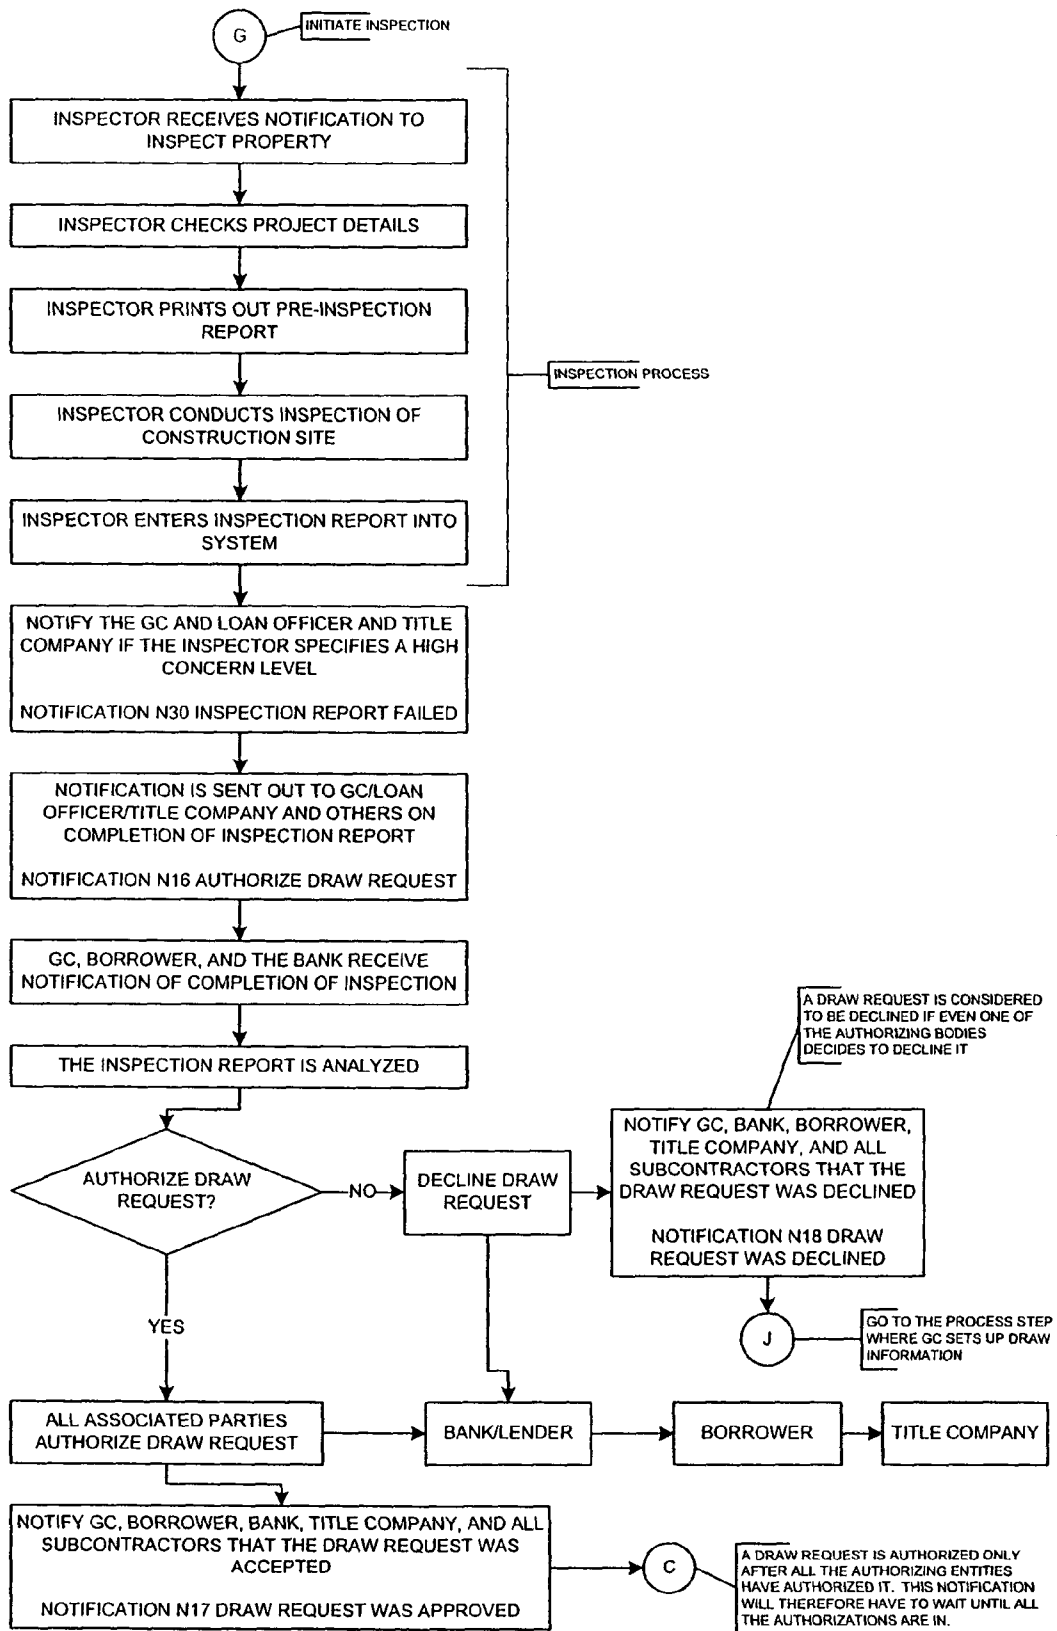 G
INITIATE INSPECTION
INSPECTOR RECEIVES NOTIFICATION TO
INSPECT PROPERTY
INSPECTOR CHECKS PROJECT DETAILS
INSPECTOR PRINTS OUT PRE-INSPECTION
REPORT
INSPECTION PROCESS
INSPECTOR CONDUCTS INSPECTION OF
CONSTRUCTION SITE
INSPECTOR ENTERS INSPECTION REPORT INTO
SYSTEM
NOTIFY THE GC AND LOAN OFFICER AND TITLE
COMPANY IF THE INSPECTOR SPECIFIES A HIGH
CONCERN LEVEL
NOTIFICATION N30 INSPECTION REPORT FAILED
NOTIFICATION IS SENT OUT TO GC/LOAN
OFFICER/TITLE COMPANY AND OTHERS ON
COMPLETION OF INSPECTION REPORT
NOTIFICATION N16 AUTHORIZE DRAW REQUEST
GC, BORROWER, AND THE BANK RECEIVE
NOTIFICATION OF COMPLETION OF INSPECTION
THE INSPECTION REPORT IS ANALYZED
A DRAW REQUEST IS CONSIDERED
TO BE DECLINED IF EVEN ONE OF
THE AUTHORIZING BODIES
DECIDES TO DECLINE IT
AUTHORIZE DRAW
REQUEST?
NO
DECLINE DRAW
REQUEST
NOTIFY GC, BANK, BORROWER,
TITLE COMPANY, AND ALL
SUBCONTRACTORS THAT THE
DRAW REQUEST WAS DECLINED
NOTIFICATION N18 DRAW
REQUEST WAS DECLINED
YES
J
GO TO THE PROCESS STEP
WHERE GC SETS UP DRAW
INFORMATION
ALL ASSOCIATED PARTIES
AUTHORIZE DRAW REQUEST
BANK/LENDER
BORROWER
TITLE COMPANY
NOTIFY GC, BORROWER, BANK, TITLE COMPANY, AND ALL
SUBCONTRACTORS THAT THE DRAW REQUEST WAS
ACCEPTED
NOTIFICATION N17 DRAW REQUEST WAS APPROVED
C
A DRAW REQUEST IS AUTHORIZED ONLY
AFTER ALL THE AUTHORIZING ENTITIES
HAVE AUTHORIZED IT. THIS NOTIFICATION
WILL THEREFORE HAVE TO WAIT UNTIL ALL
THE AUTHORIZATIONS ARE IN.